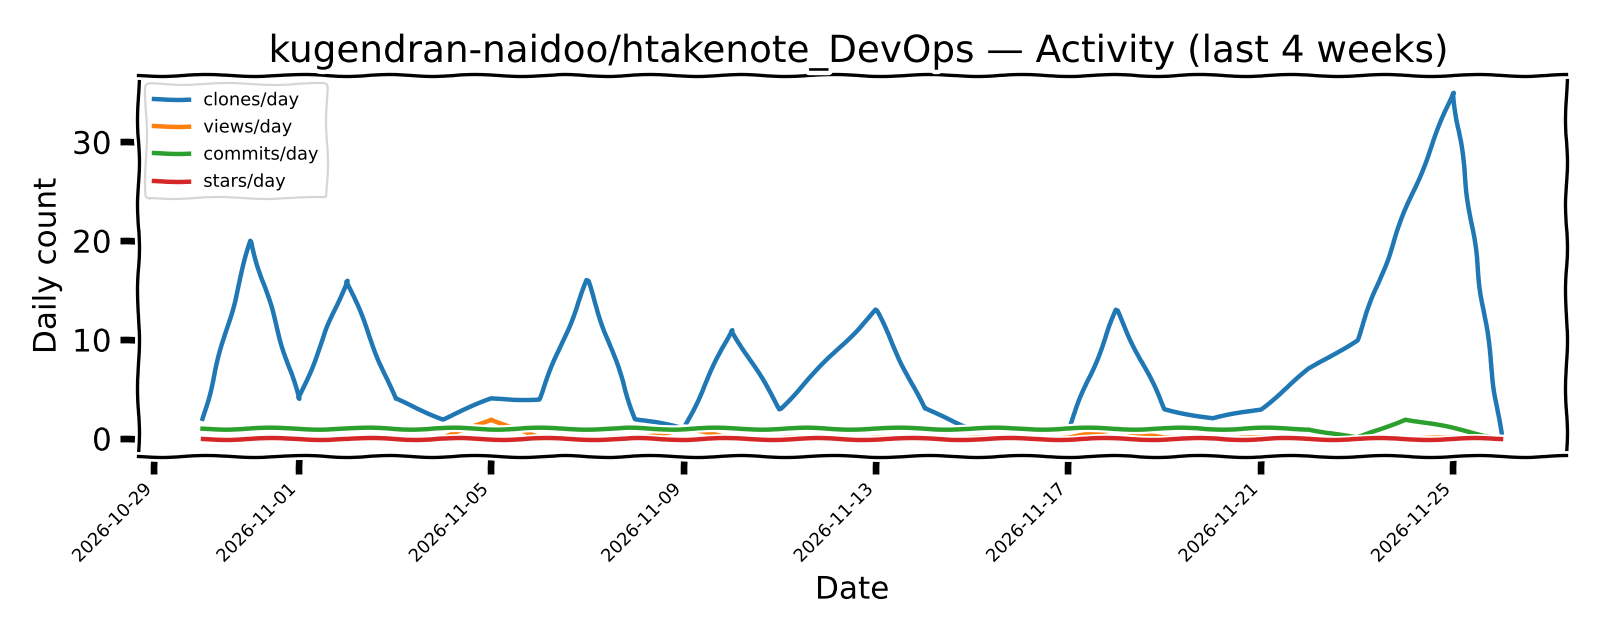 kugendran-naidoo/htakenote_DevOps — Activity (last 4 weeks)
clones/day
views/day
commits/day
stars/day
Daily count
30
20
10
0
2026-10-29
2026-11-01
2026-11-05
2026-11-09
2026-11-13
2026-11-17
2026-11-21
2026-11-25
Date